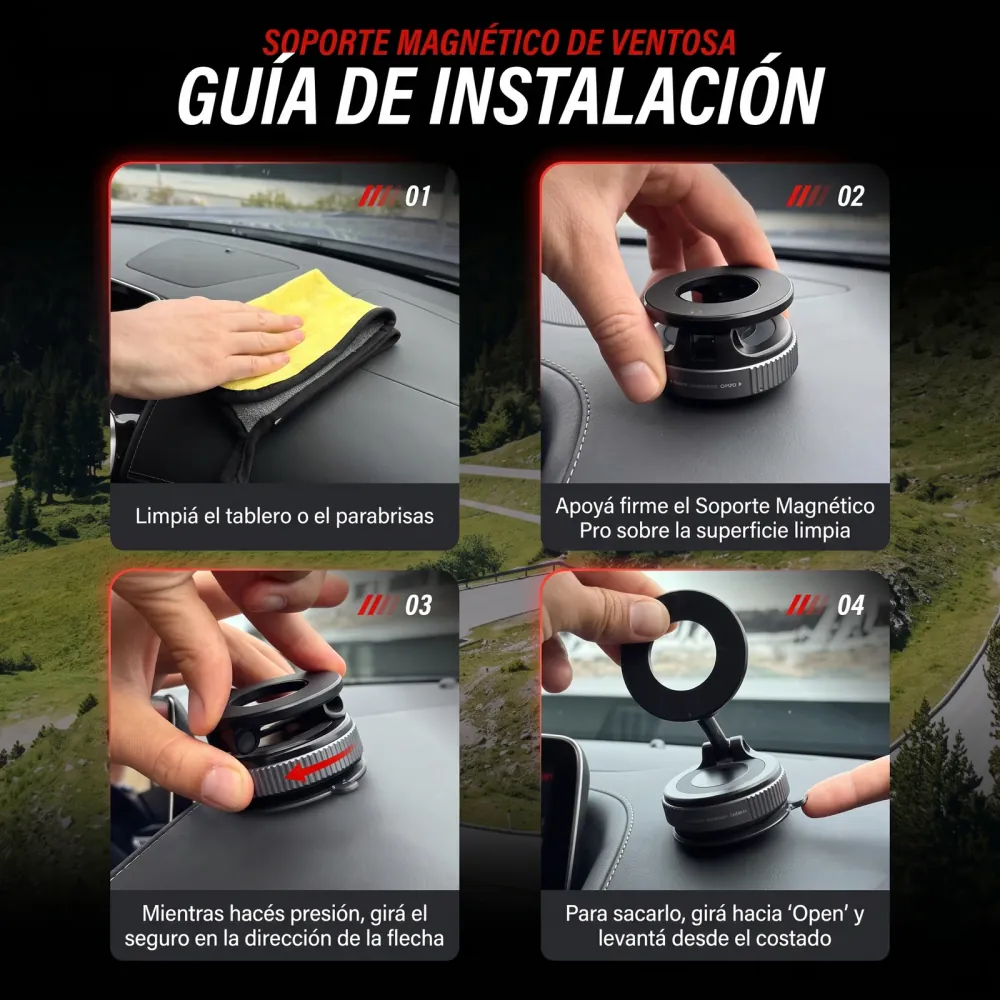 SOPORTE MAGNÉTICO DE VENTOSA
GUÍA DE INSTALACIÓN
01
Limpiá el tablero o el parabrisas
02
Apoyá firme el Soporte Magnético
Pro sobre la superficie limpia
03
Mientras hacés presión, girá el
seguro en la dirección de la flecha
04
Para sacarlo, girá hacia ‘Open’ y
levantá desde el costado